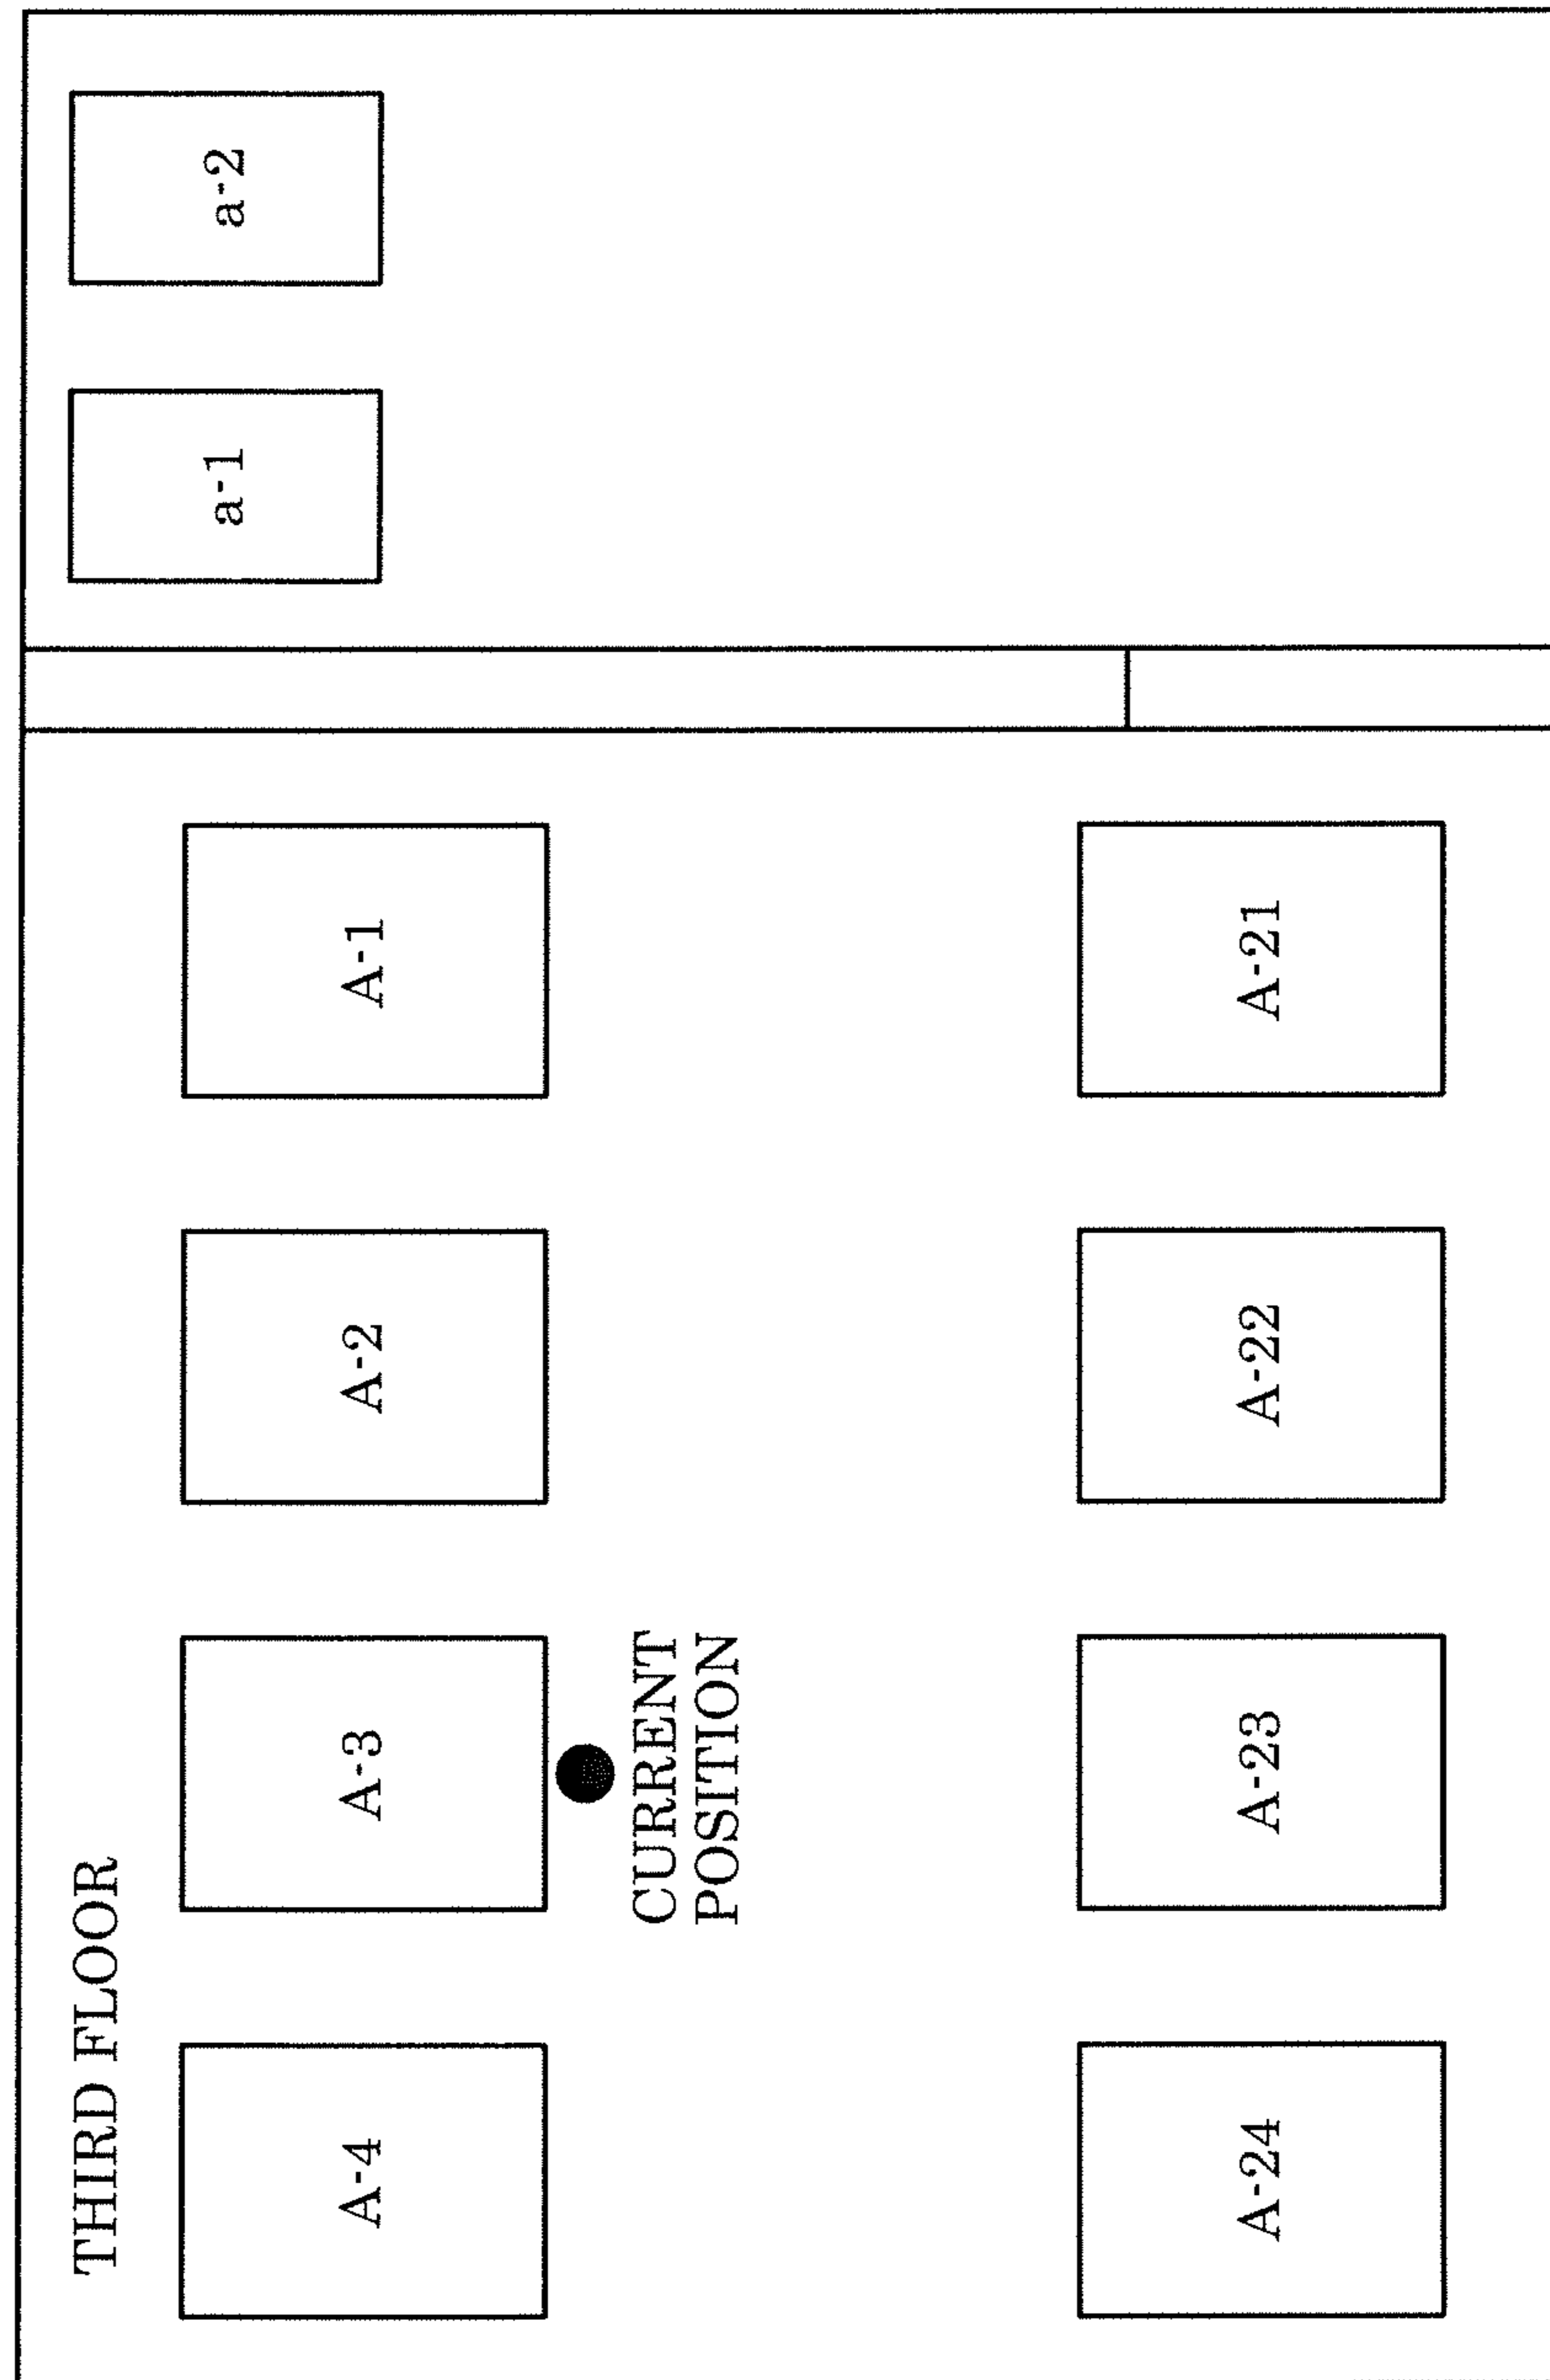 THIRD FLOOR
A-4
A-3
A-2
A-1
a-1
a-2
CURRENT
POSITION
A-24
A-23
A-22
A-21